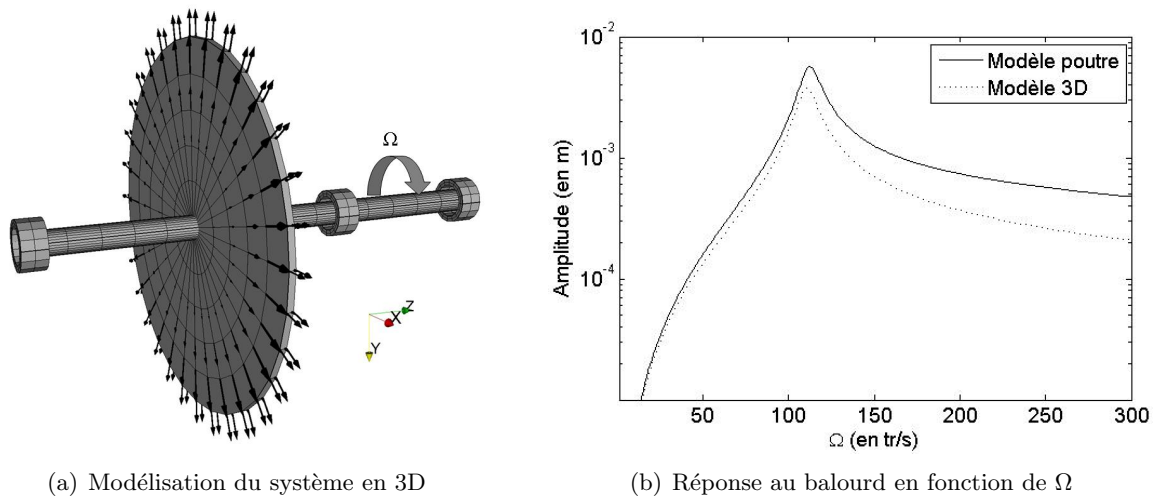 Ω
Z
X
Y
(a) Modélisation du système en 3D
10^-2
10^-3
10^-4
Amplitude (en m)
Modèle poutre
Modèle 3D
50 100 150 200 250 300
Ω (en tr/s)
(b) Réponse au balourd en fonction de Ω